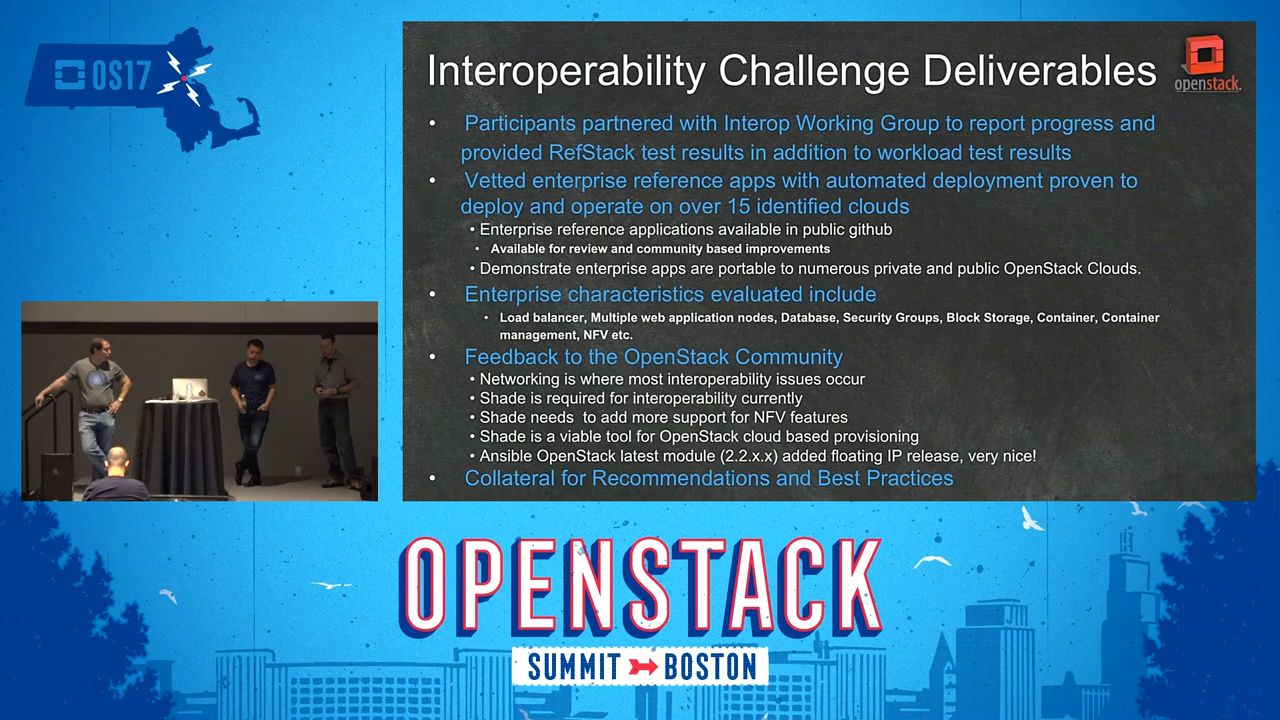 OS17
Interoperability Challenge Deliverables
openstack.
• Participants partnered with Interop Working Group to report progress and
provided RefStack test results in addition to workload test results
• Vetted enterprise reference apps with automated deployment proven to
deploy and operate on over 15 identified clouds
• Enterprise reference applications available in public github
• Available for review and community based improvements
• Demonstrate enterprise apps are portable to numerous private and public OpenStack Clouds.
• Enterprise characteristics evaluated include
• Load balancer, Multiple web application nodes, Database, Security Groups, Block Storage, Container, Container
management, NFV etc.
• Feedback to the OpenStack Community
• Networking is where most interoperability issues occur
• Shade is required for interoperability currently
• Shade needs to add more support for NFV features
• Shade is a viable tool for OpenStack cloud based provisioning
• Ansible OpenStack latest module (2.2.x.x) added floating IP release, very nice!
• Collateral for Recommendations and Best Practices
OPENSTACK
SUMMIT BOSTON